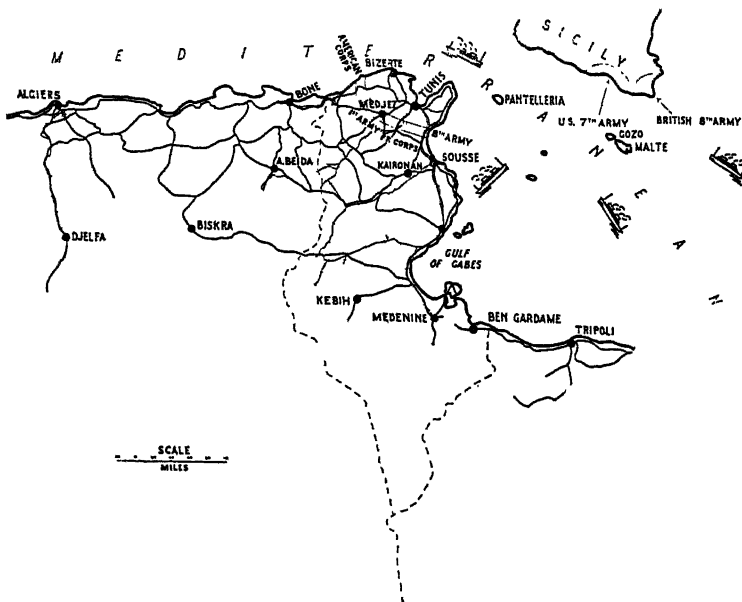 MEDITERRANEAN
SICILY
AMERICAN
CORPS
BIZERTE
ALGIERS
BONE
TUNIS
MEDJEZ
PANTELLERIA
U.S. 7TH ARMY
BRITISH 8TH ARMY
1ST ARMY FR. CORPS
8TH ARMY
GOZO
MALTE
SOUSSE
A.BEIDA
KAIRONAN
BISKRA
DJELFA
GULF
OF GABES
KEBIH
MEDENINE
BEN GARDAME
TRIPOLI
SCALE
MILES